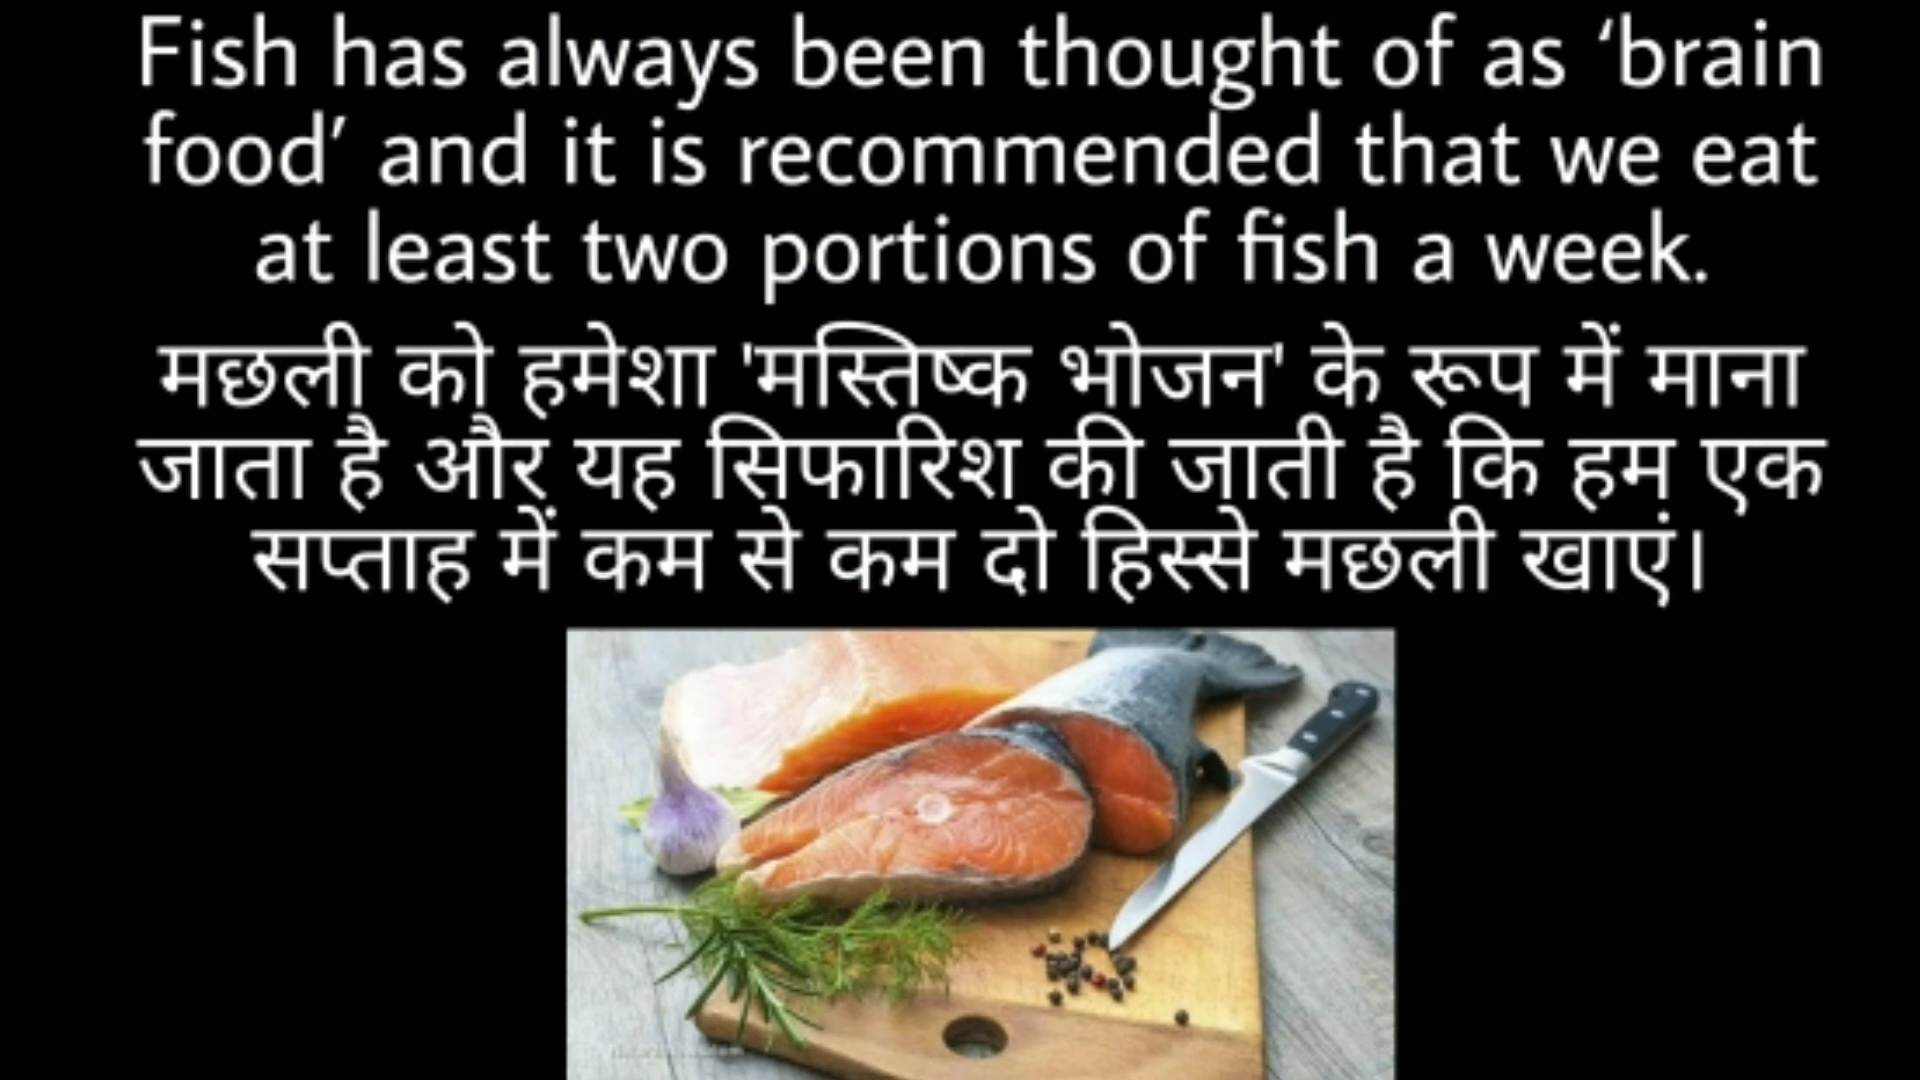 Fish has always been thought of as ‘brain
food’ and it is recommended that we eat
at least two portions of fish a week.
मछली को हमेशा 'मस्तिष्क भोजन' के रूप में माना
जाता है और यह सिफारिश की जाती है कि हम एक
सप्ताह में कम से कम दो हिस्से मछली खाएं।